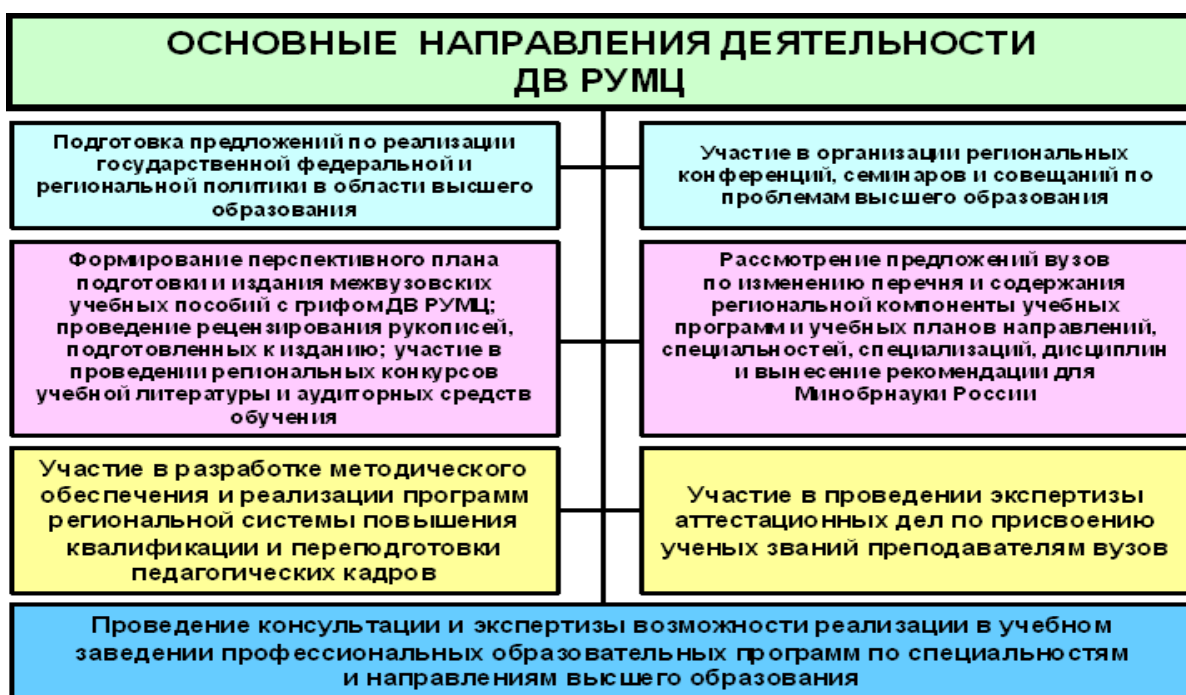 ОСНОВНЫЕ НАПРАВЛЕНИЯ ДЕЯТЕЛЬНОСТИ
ДВ РУМЦ
Подготовка предложений по реализации
государственной федеральной и
региональной политики в области высшего
образования
Участие в организации региональных
конференций, семинаров и совещаний по
проблемам высшего образования
Формирование перспективного плана
подготовки и издания межвузовских
учебных пособий с грифом ДВ РУМЦ;
проведение рецензирования рукописей,
подготовленных к изданию; участие в
проведении региональных конкурсов
учебной литературы и аудиторных средств
обучения
Рассмотрение предложений вузов
по изменению перечня и содержания
региональной компоненты учебных
программ и учебных планов направлений,
специальностей, специализаций, дисциплин
и вынесение рекомендации для
Минобрнауки России
Участие в разработке методического
обеспечения и реализации программ
региональной системы повышения
квалификации и переподготовки
педагогических кадров
Участие в проведении экспертизы
аттестационных дел по присвоению
ученых званий преподавателям вузов
Проведение консультации и экспертизы возможности реализации в учебном
заведении профессиональных образовательных программ по специальностям
и направлениям высшего образования